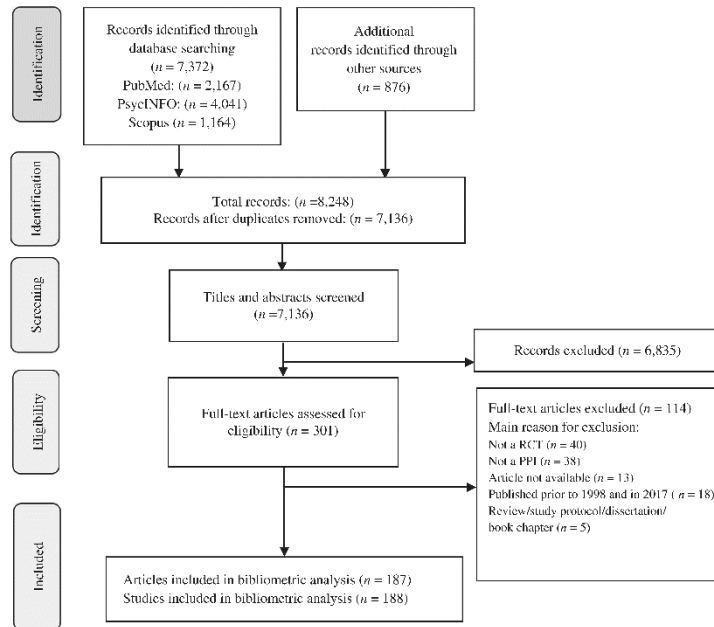 Identification
Records identified through
database searching
(n = 7,372)
PubMed: n = 2,167)
PsycINFO: n = 4,041)
Scopus (n = 1,164)
Additional
records identified through
other sources
(n = 876)
Identification
Total records: (n =8,248)
Records after duplicates removed: (n = 7,136)
Screening
Titles and abstracts screened
(n =7,136)
Records excluded (n = 6,835)
Eligibility
Full-text articles assessed for
eligibility (n = 301)
Full-text articles excluded (n = 114)
Main reason for exclusion:
Not a RCT (n = 40)
Not a PPI (n = 38)
Article not available (n = 13)
Published prior to 1998 and in 2017 ( n = 18)
Review/study protocol/dissertation/
book chapter (n = 5)
Included
Articles included in bibliometric analysis (n = 187)
Studies included in bibliometric analysis (n = 188)